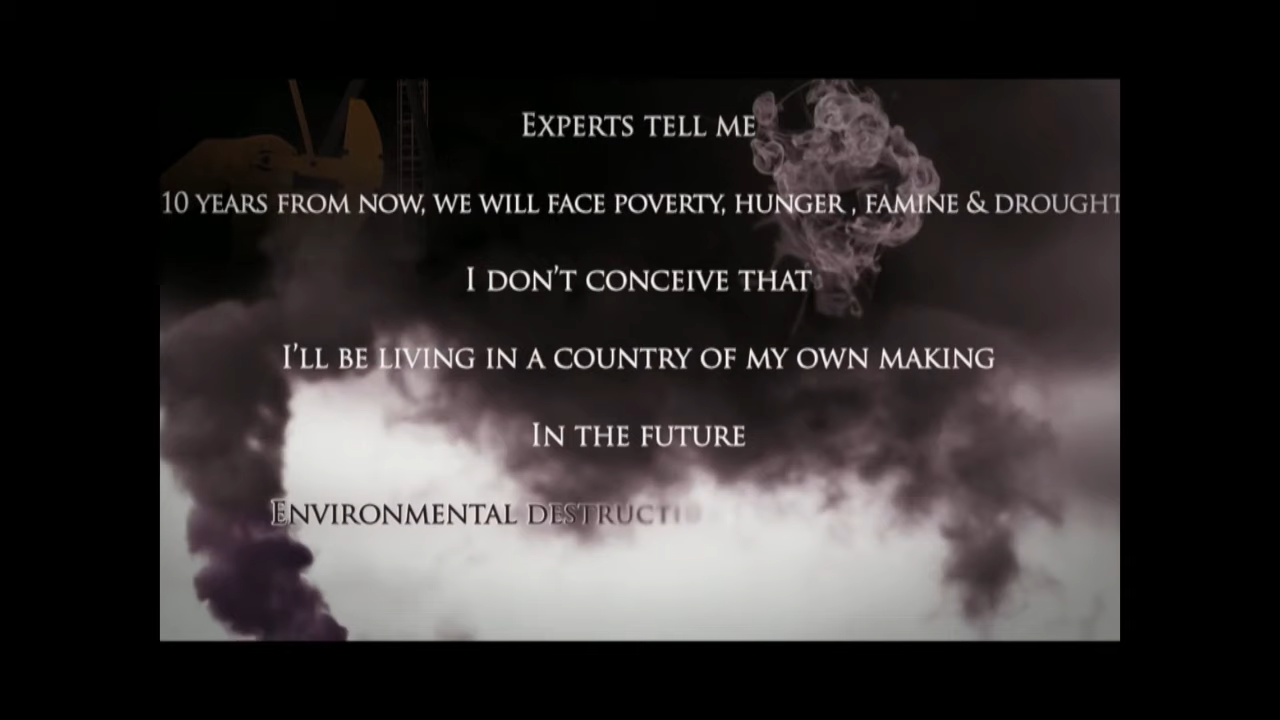 Experts tell me
10 years from now, we will face poverty, hunger , famine & drought
I don't conceive that
I'll be living in a country of my own making
In the future
Environmental